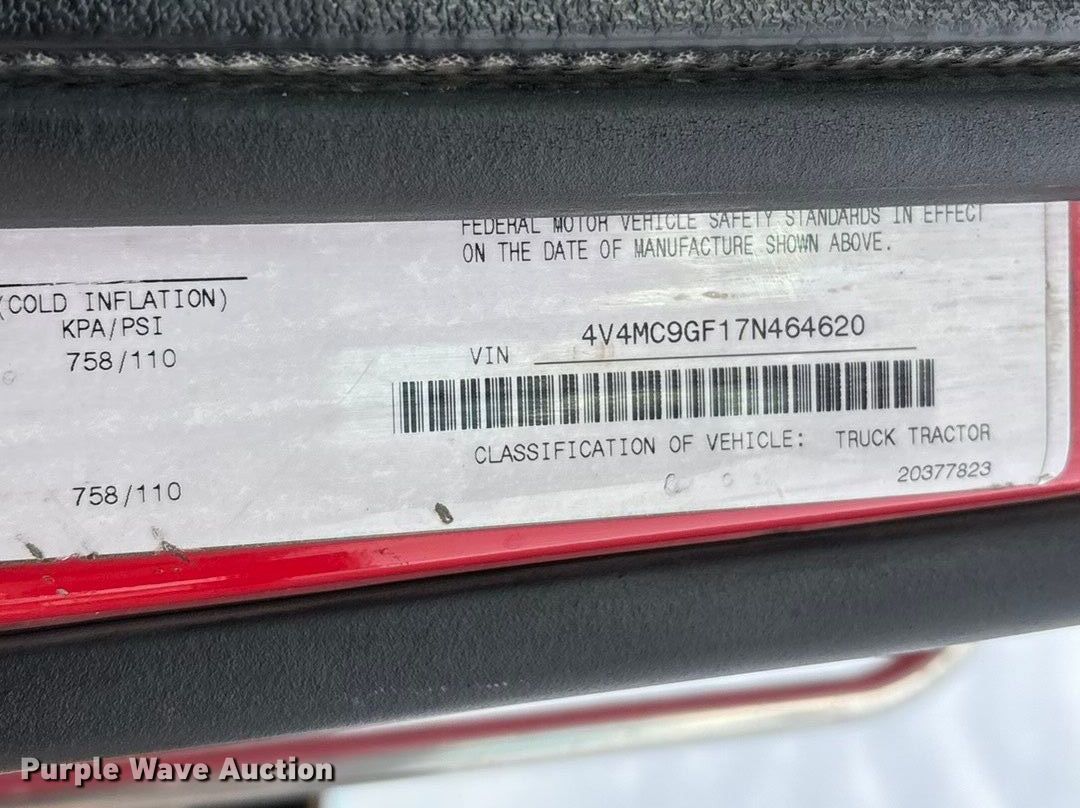 FEDERAL MOTOR VEHICLE SAFETY STANDARDS IN EFFECT
ON THE DATE OF MANUFACTURE SHOWN ABOVE.
(COLD INFLATION)
KPA/PSI
758/110
VIN 4V4MC9GF17N464620
CLASSIFICATION OF VEHICLE: TRUCK TRACTOR
758/110
20377823
Purple Wave Auction